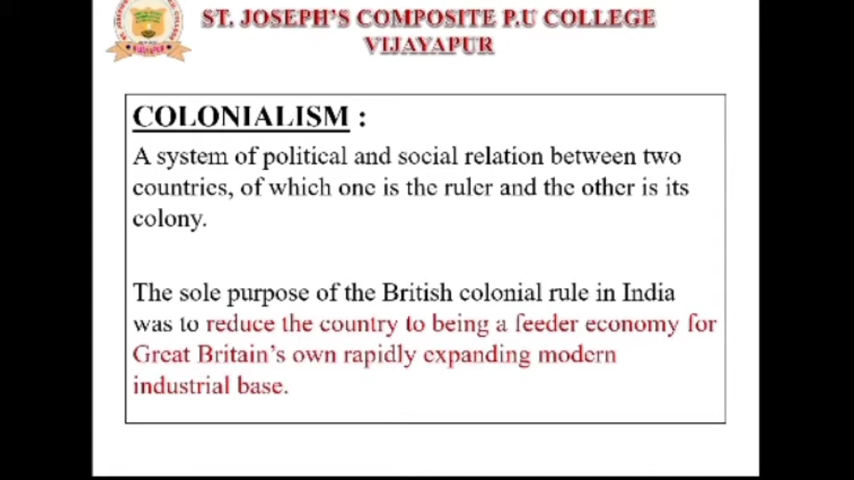 ST. JOSEPH'S COMPOSITE P.U COLLEGE
VIJAYAPUR
COLONIALISM :
A system of political and social relation between two
countries, of which one is the ruler and the other is its
colony.
The sole purpose of the British colonial rule in India
was to reduce the country to being a feeder economy for
Great Britain's own rapidly expanding modern
industrial base.